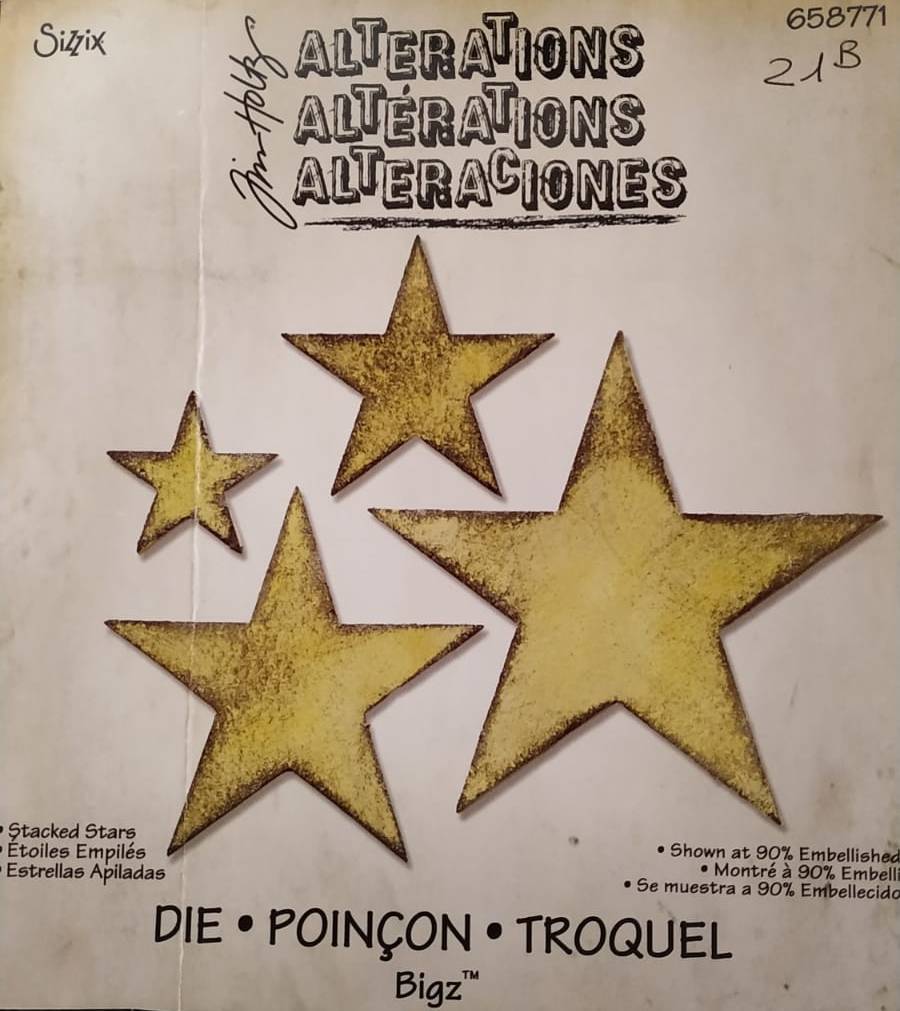 Sizzix
658771
21B
Tim Holtz
ALTERATIONS
ALTÉRATIONS
ALTERACIONES
• Stacked Stars
• Étoiles Empilés
• Estrellas Apiladas
• Shown at 90% Embellished
• Montré à 90% Embelli
• Se muestra a 90% Embellecido
DIE • POINÇON • TROQUEL
Bigz™